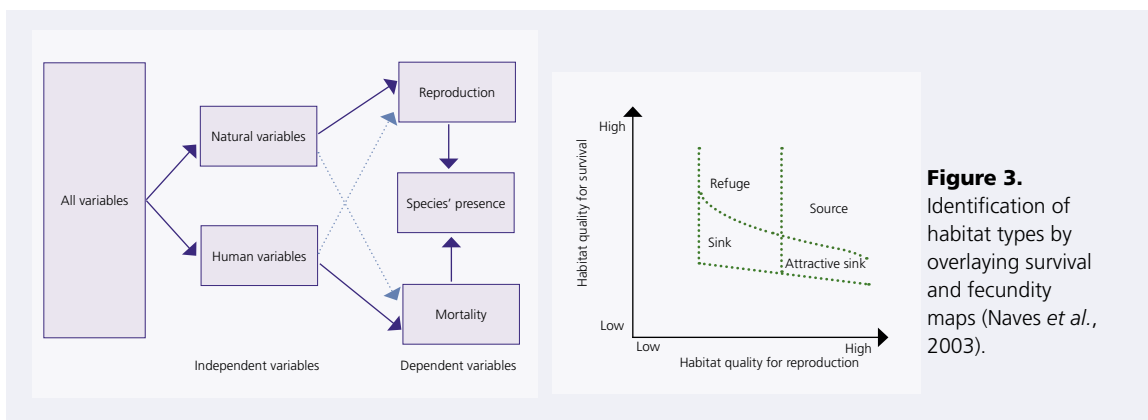 All variables
Natural variables
Human variables
Reproduction
Species’ presence
Mortality
Independent variables
Dependent variables
High
Habitat quality for survival
Refuge
Source
Sink
Attractive sink
Low
Low
High
Habitat quality for reproduction
Figure 3.
Identification of
habitat types by
overlaying survival
and fecundity
maps (Naves et al.,
2003).